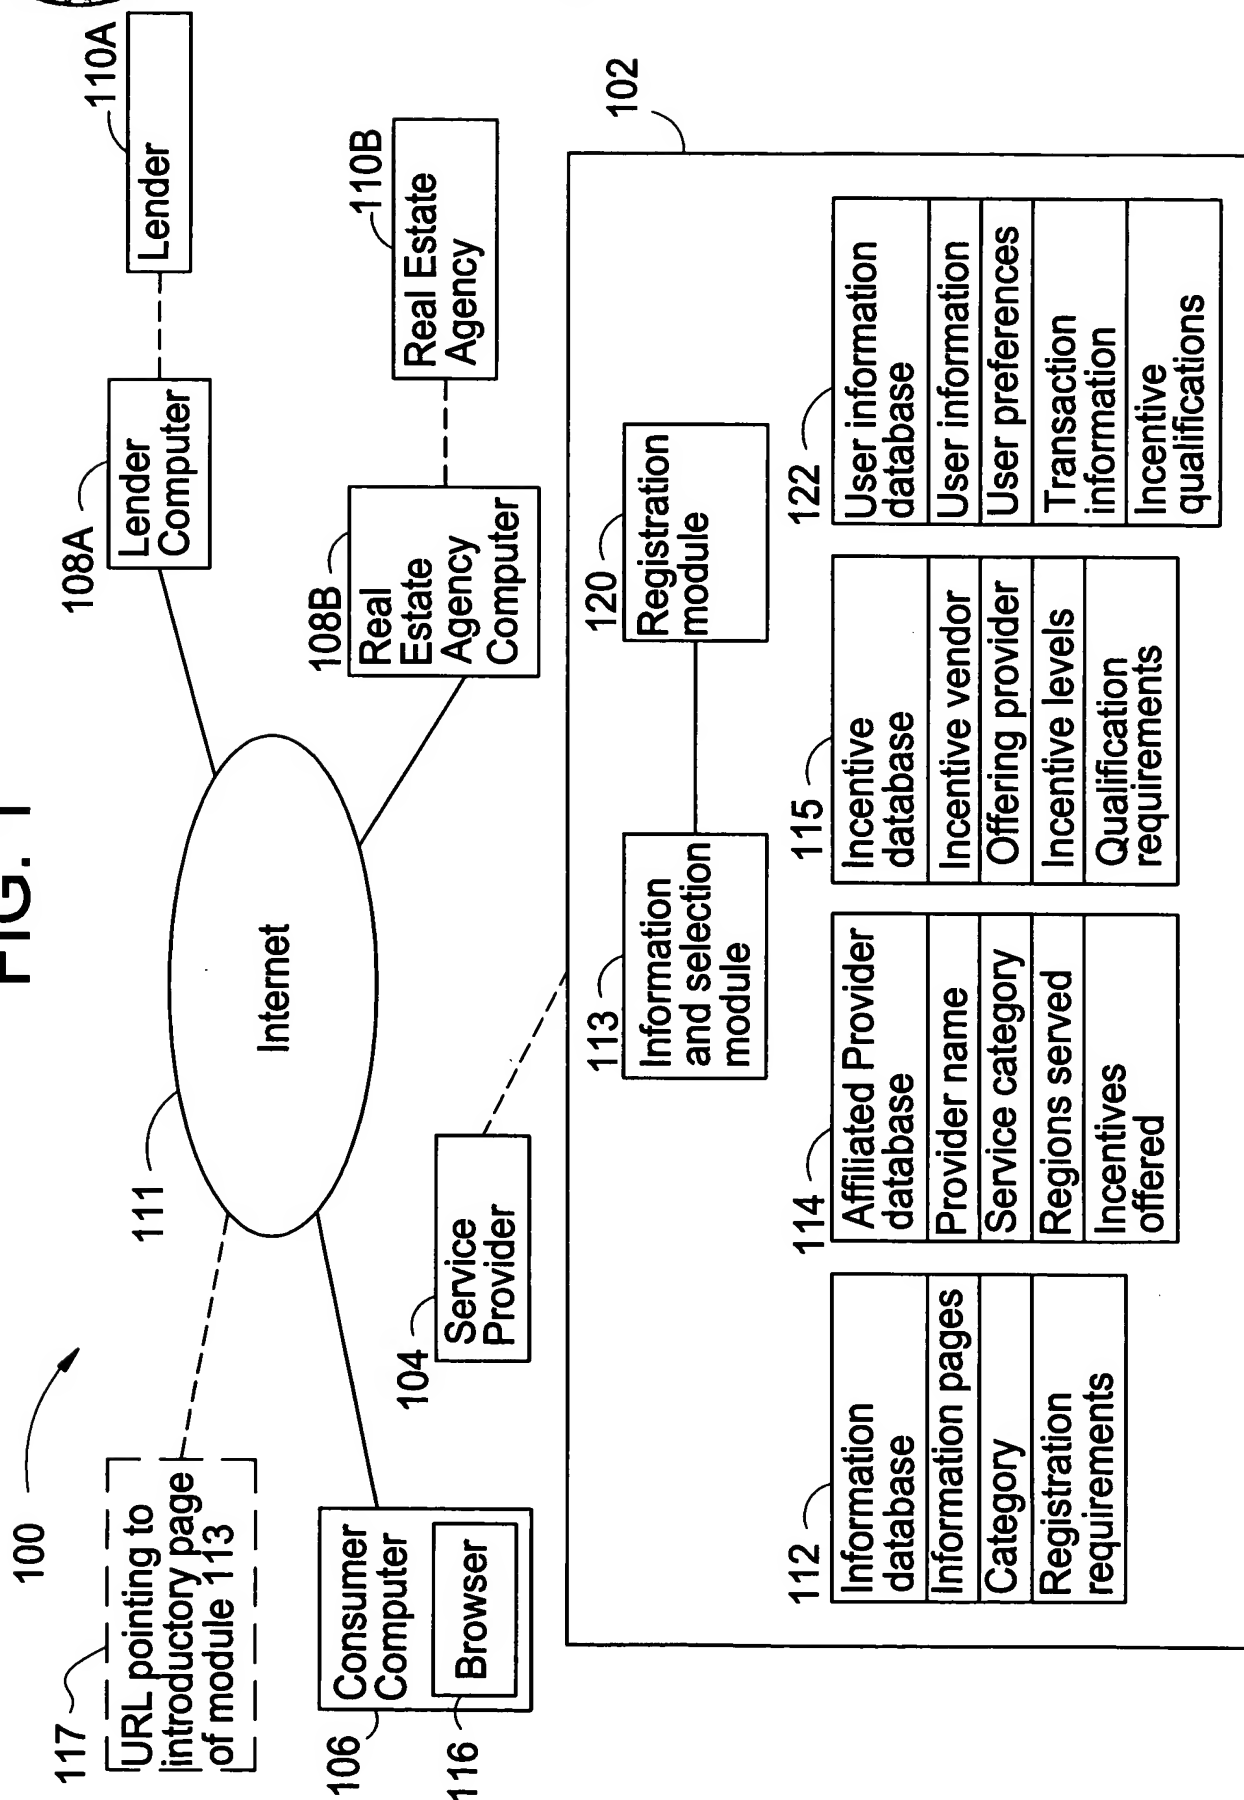 FIG. 1
100
117
URL pointing to
introductory page
of module 113
111
Internet
108A
Lender
Computer
110A
Lender
106
Consumer
Computer
116
Browser
108B
Real
Estate
Agency
Computer
110B
Real Estate
Agency
104
Service
Provider
102
113
Information
and selection
module
120
Registration
module
112
Information
database
Information pages
Category
Registration
requirements
114
Affiliated Provider
database
Provider name
Service category
Regions served
Incentives
offered
115
Incentive
database
Incentive vendor
Offering provider
Incentive levels
Qualification
requirements
122
User information
database
User information
User preferences
Transaction
information
Incentive
qualifications